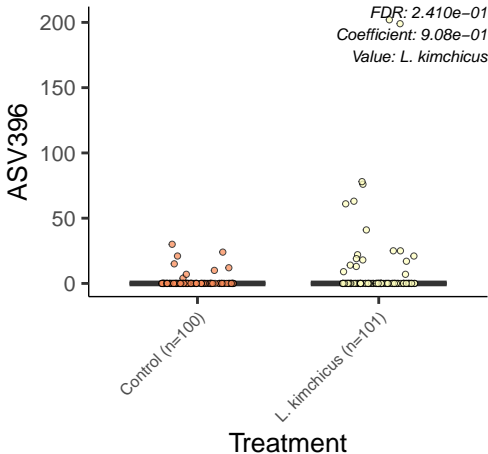 FDR: 2.410e−01
Coefficient: 9.08e−01
Value: L. kimchicus
200
150
100
50
0
ASV396
Control (n=100)
L. kimchicus (n=101)
Treatment